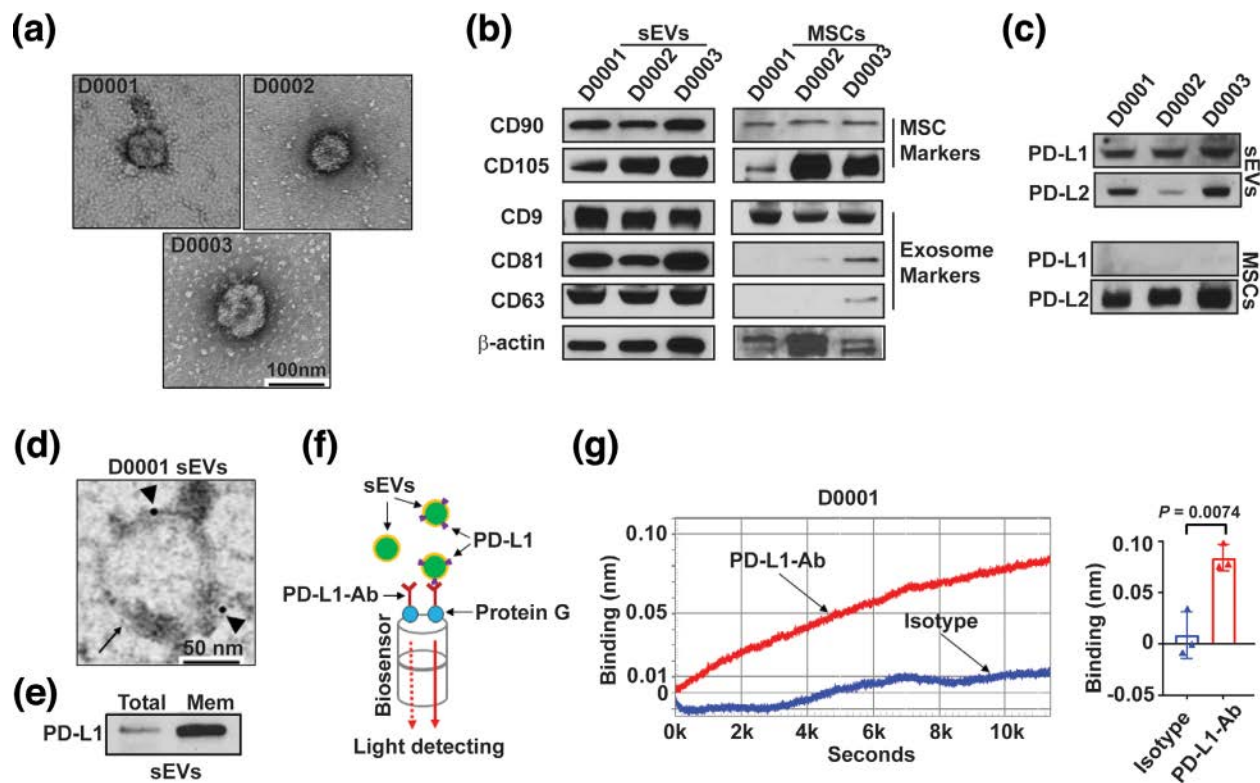 (a)
D0001
D0002
D0003
100nm
(b)
sEVs
MSCs
D0001
D0002
D0003
D0001
D0002
D0003
CD90
CD105
MSC
Markers
CD9
CD81
CD63
Exosome
Markers
β-actin
(c)
D0001
D0002
D0003
PD-L1
PD-L2
sEVs
PD-L1
PD-L2
MSCs
(d)
D0001 sEVs
50 nm
(e)
Total Mem
PD-L1
sEVs
(f)
sEVs
PD-L1
PD-L1-Ab
Protein G
Biosensor
Light detecting
(g)
D0001
Binding (nm)
0.10
0.05
0.01
0
PD-L1-Ab
Isotype
0k 2k 4k 6k 8k 10k
Seconds
P = 0.0074
Binding (nm)
0.10
0.05
0
-0.05
Isotype
PD-L1-Ab